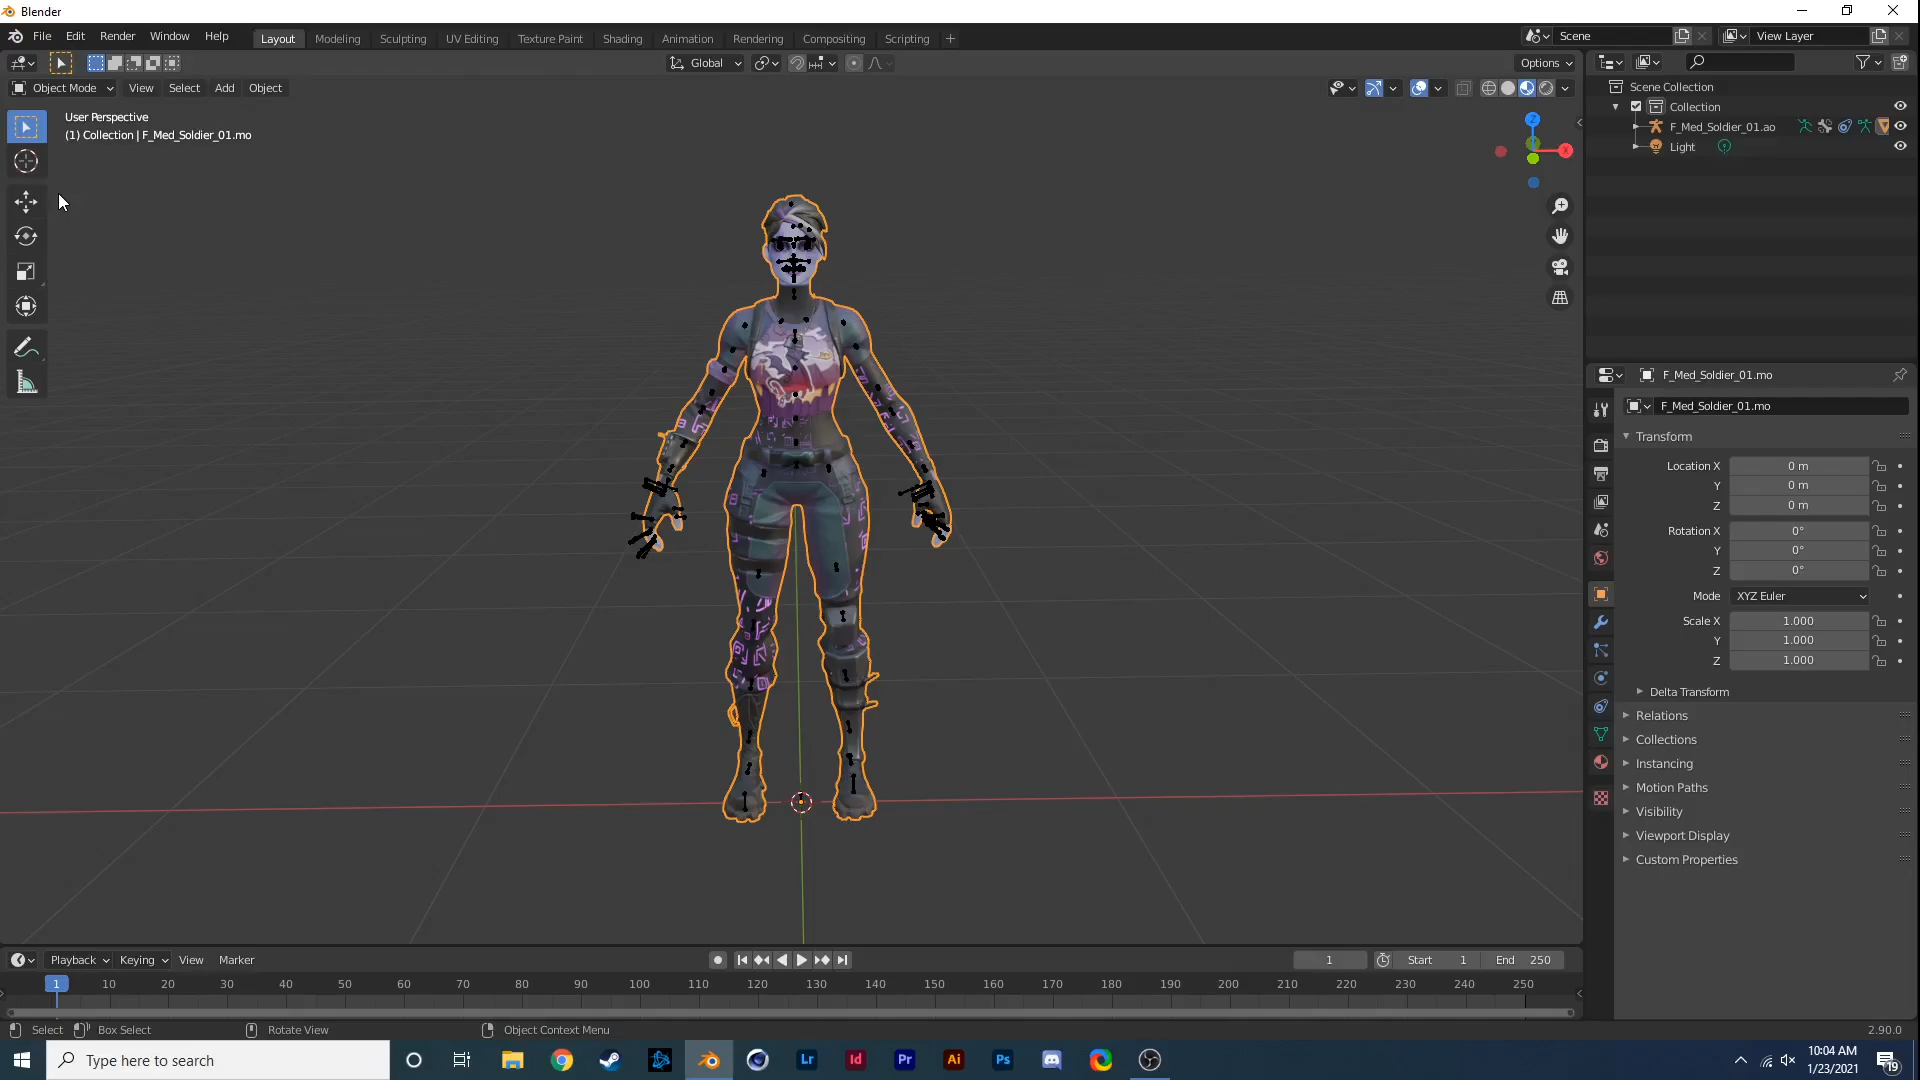 Blender
File Edit Render Window Help Layout Modeling Sculpting UV Editing Texture Paint Shading Animation Rendering Compositing Scripting + Scene View Layer
Global Options
Object Mode View Select Add Object
User Perspective
(1) Collection | F_Med_Soldier_01.mo
Z
X
Scene Collection
Collection
F_Med_Soldier_01.ao
Light
F_Med_Soldier_01.mo
F_Med_Soldier_01.mo
Transform
Location X 0 m
Y 0 m
Z 0 m
Rotation X 0°
Y 0°
Z 0°
Mode XYZ Euler
Scale X 1.000
Y 1.000
Z 1.000
Delta Transform
Relations
Collections
Instancing
Motion Paths
Visibility
Viewport Display
Custom Properties
Playback Keying View Marker 1 Start 1 End 250
1 10 20 30 40 50 60 70 80 90 100 110 120 130 140 150 160 170 180 190 200 210 220 230 240 250
Select Box Select Rotate View Object Context Menu 2.90.0
Type here to search Lr Id Pr Ai Ps 10:04 AM
1/23/2021 19